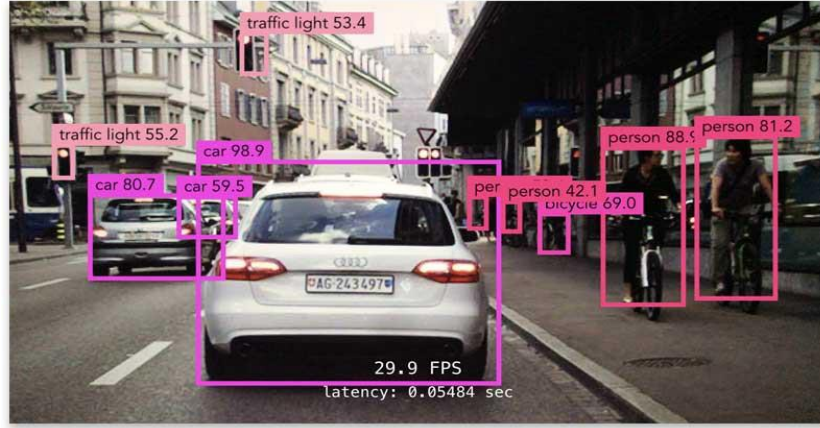 traffic light 53.4
traffic light 55.2
car 98.9
person 88.9
person 81.2
car 80.7
car 59.5
person 42.1
bicycle 69.0
AG·243497
29.9 FPS
latency: 0.05484 sec